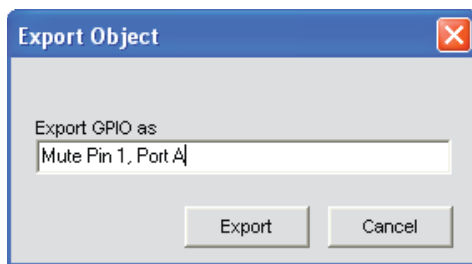 Export Object
Export GPIO as
Mute Pin 1, Port A
Export Cancel